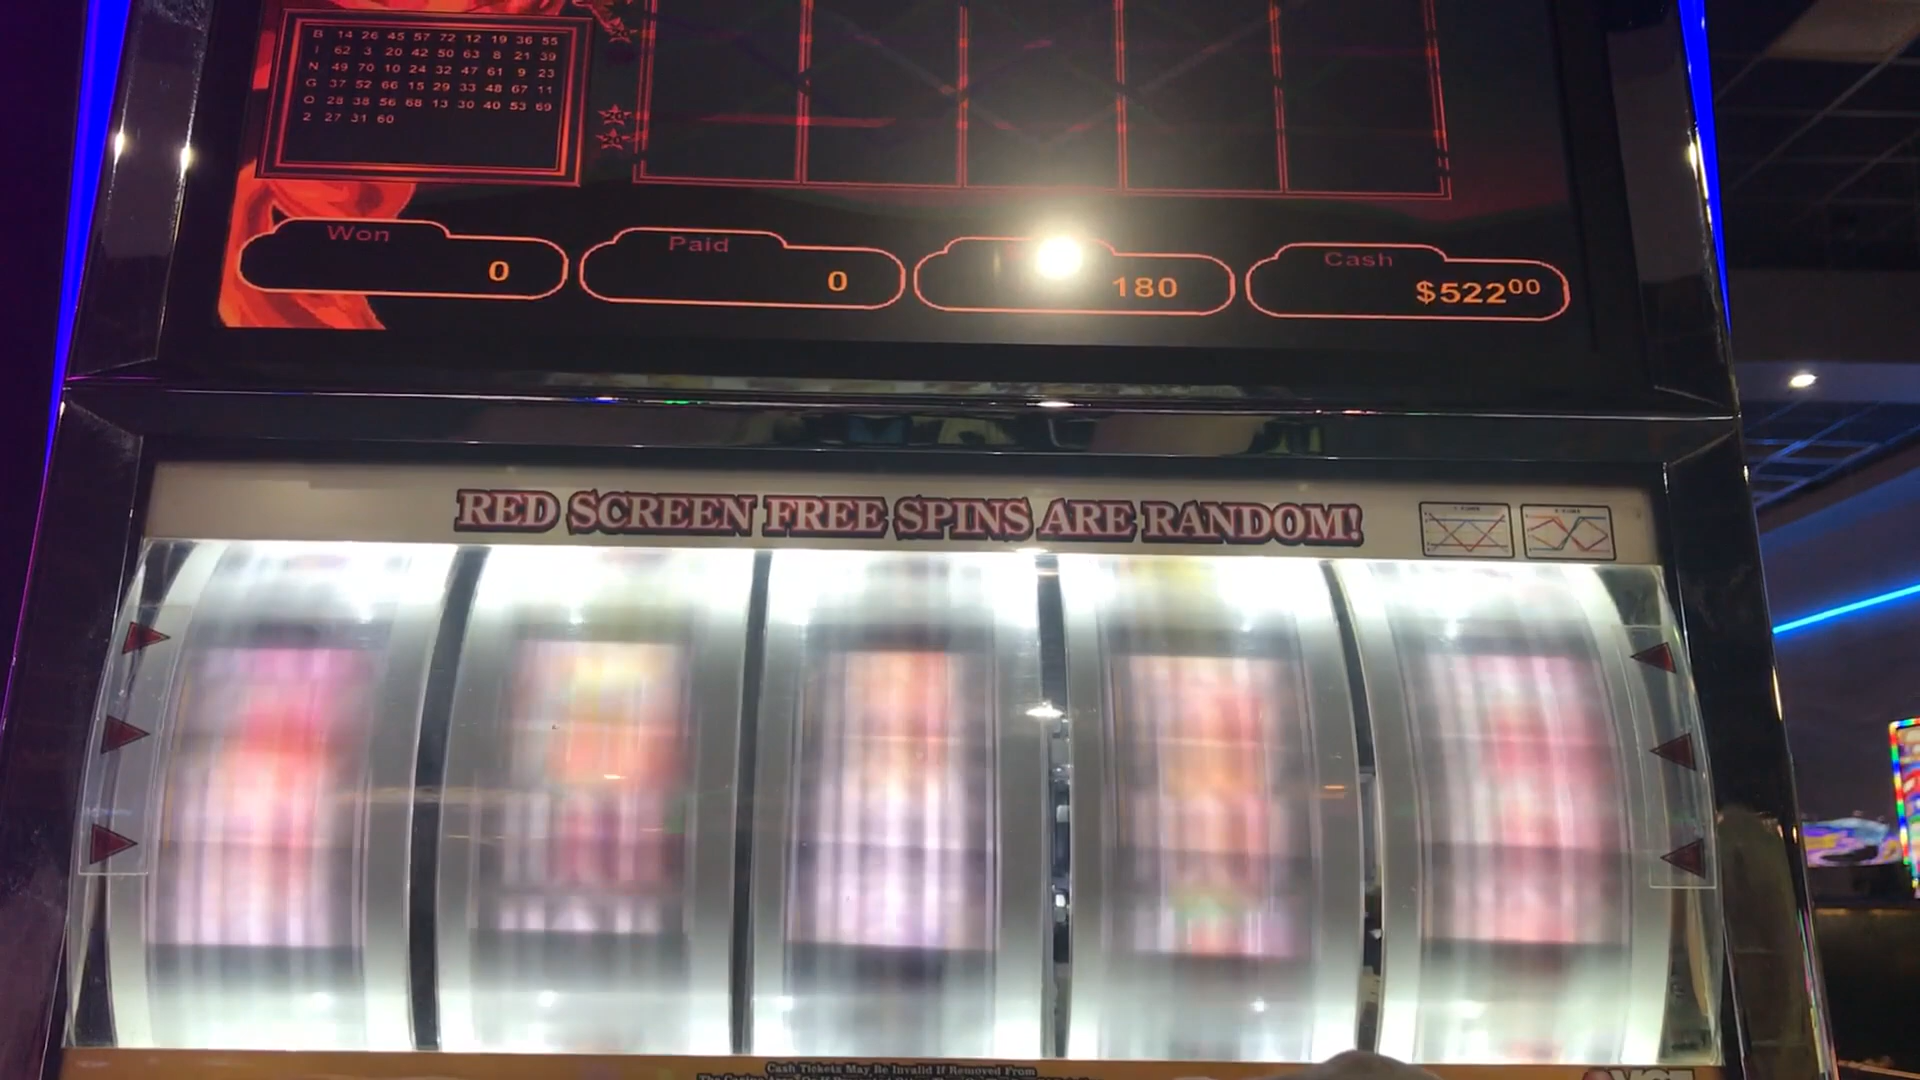 B 14 26 45 57 72 12 19 36 55
I 62 3 20 42 50 63 8 21 39
N 49 70 10 24 32 47 61 9 23
G 37 52 66 15 29 33 48 67 11
O 28 38 56 68 13 30 40 53 69
2 27 31 60
20
20
Won
0
Paid
0
180
Cash
$52200
RED SCREEN FREE SPINS ARE RANDOM!
Cash Tickets May Be Invalid If Removed From